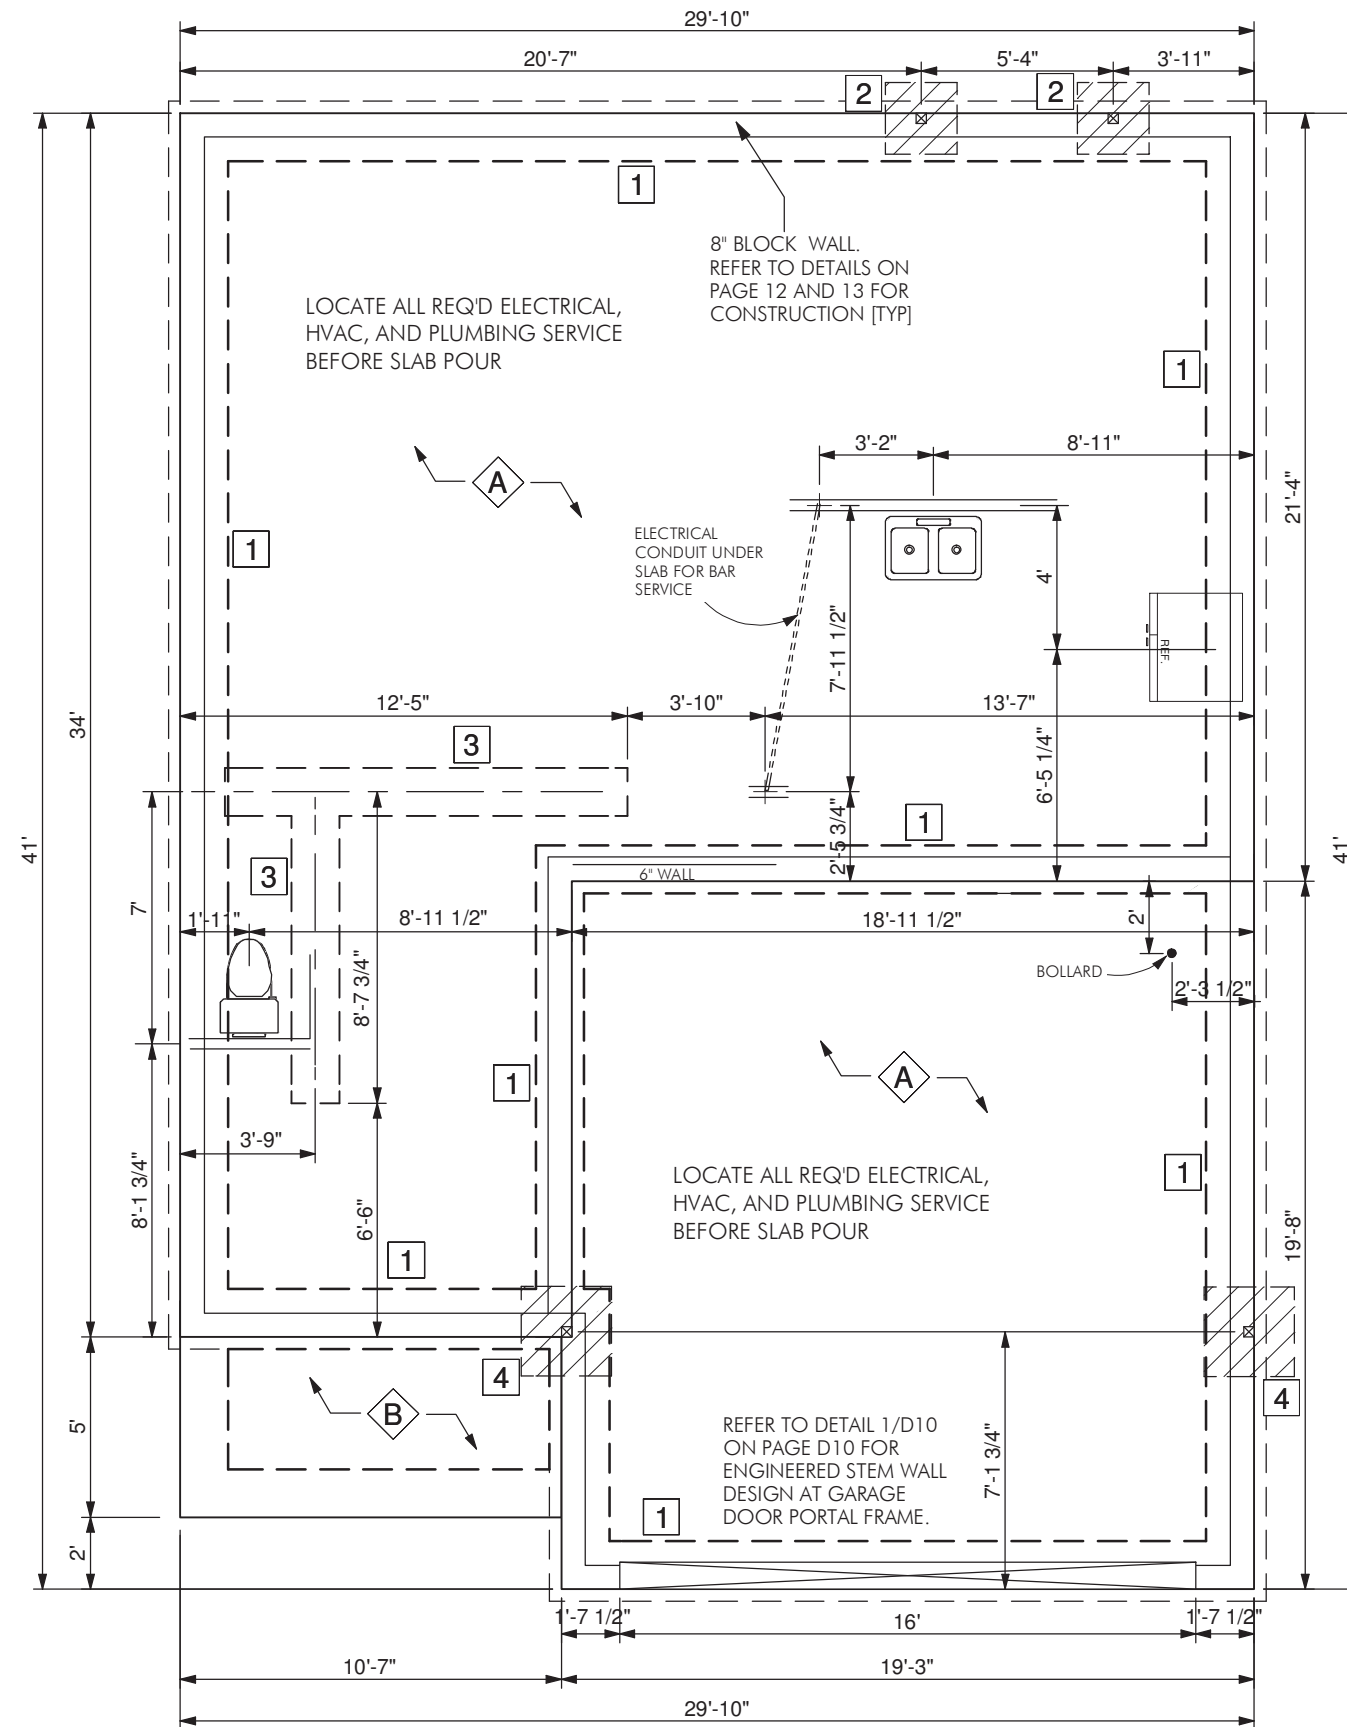 29'-10"
20'-7"
5'-4"
3'-11"
2
2
1
8" BLOCK WALL.
REFER TO DETAILS ON
PAGE 12 AND 13 FOR
CONSTRUCTION [TYP]
LOCATE ALL REQ'D ELECTRICAL,
HVAC, AND PLUMBING SERVICE
BEFORE SLAB POUR
1
3'-2"
8'-11"
A
21'-4"
1
ELECTRICAL
CONDUIT UNDER
SLAB FOR BAR
SERVICE
4'
7'-11 1/2"
REF.
12'-5"
3'-10"
13'-7"
34'
3
6'-5 1/4"
1
2'-5 3/4"
41'
41'
3
6" WALL
7'
1'-11"
8'-11 1/2"
18'-11 1/2"
2'
8'-7 3/4"
BOLLARD
2'-3 1/2"
1
A
3'-9"
8'-1 3/4"
LOCATE ALL REQ'D ELECTRICAL,
HVAC, AND PLUMBING SERVICE
BEFORE SLAB POUR
1
6'-6"
19'-8"
1
4
4
B
5'
REFER TO DETAIL 1/D10
ON PAGE D10 FOR
ENGINEERED STEM WALL
DESIGN AT GARAGE
DOOR PORTAL FRAME.
7'-1 3/4"
1
2'
1'-7 1/2"
16'
1'-7 1/2"
10'-7"
19'-3"
29'-10"